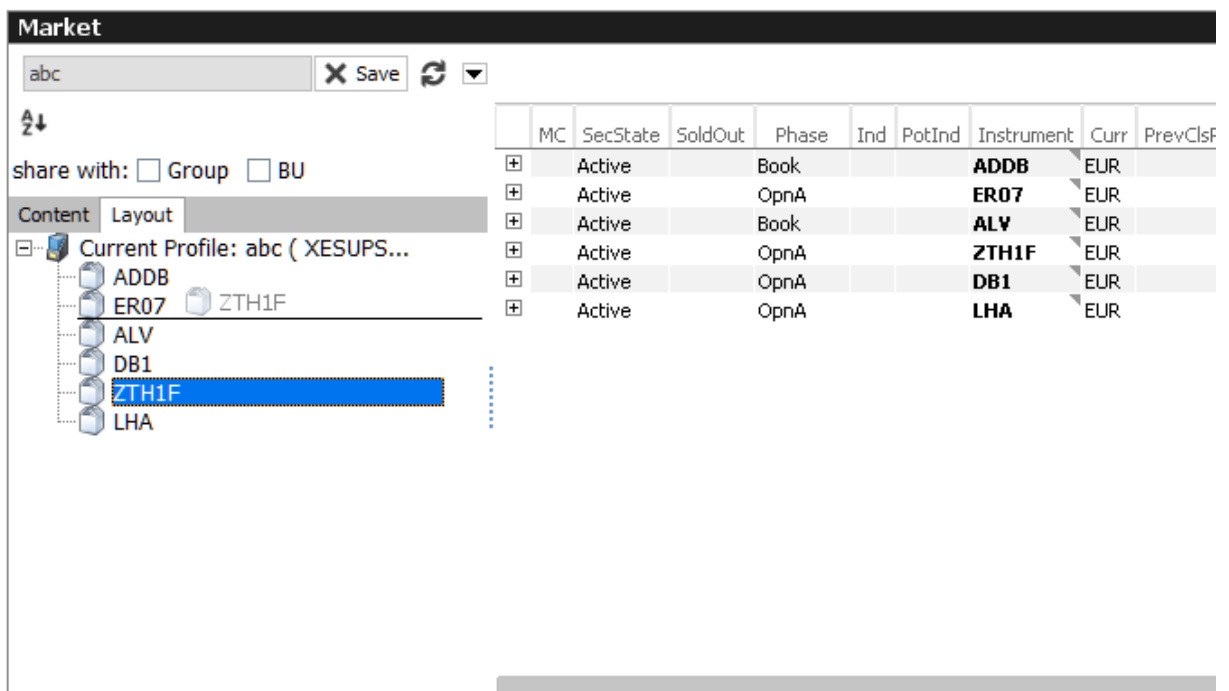 Market
abc Save
A Z
share with: Group BU
Content Layout
Current Profile: abc ( XESUPS...
ADDB
ER07 ZTH1F
ALV
DB1
ZTH1F
LHA
MC SecState SoldOut Phase Ind PotInd Instrument Curr PrevClsP
Active Book ADDB EUR
Active OpnA ER07 EUR
Active Book ALV EUR
Active OpnA ZTH1F EUR
Active OpnA DB1 EUR
Active OpnA LHA EUR